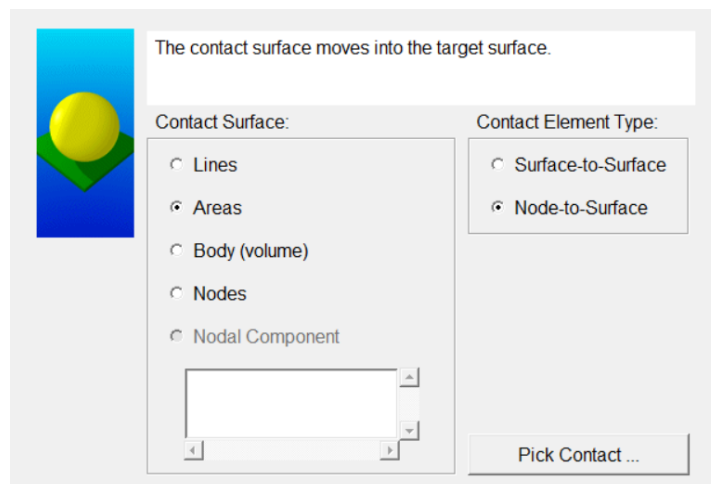 The contact surface moves into the target surface.
Contact Surface:
Lines
Areas
Body (volume)
Nodes
Nodal Component
Contact Element Type:
Surface-to-Surface
Node-to-Surface
Pick Contact ...